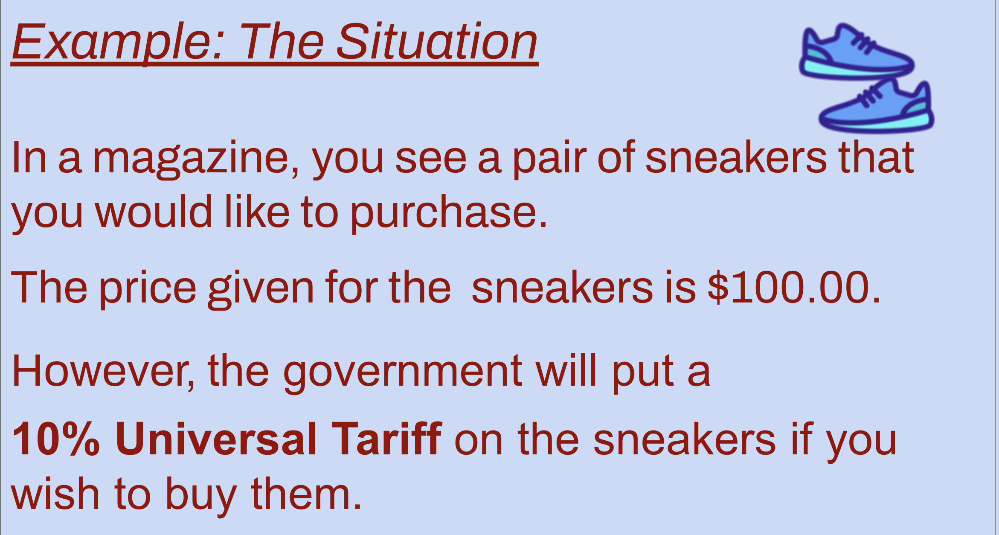 Example: The Situation
In a magazine, you see a pair of sneakers that
you would like to purchase.
The price given for the  sneakers is $100.00.
However, the government will put a
10% Universal Tariff on the sneakers if you
wish to buy them.